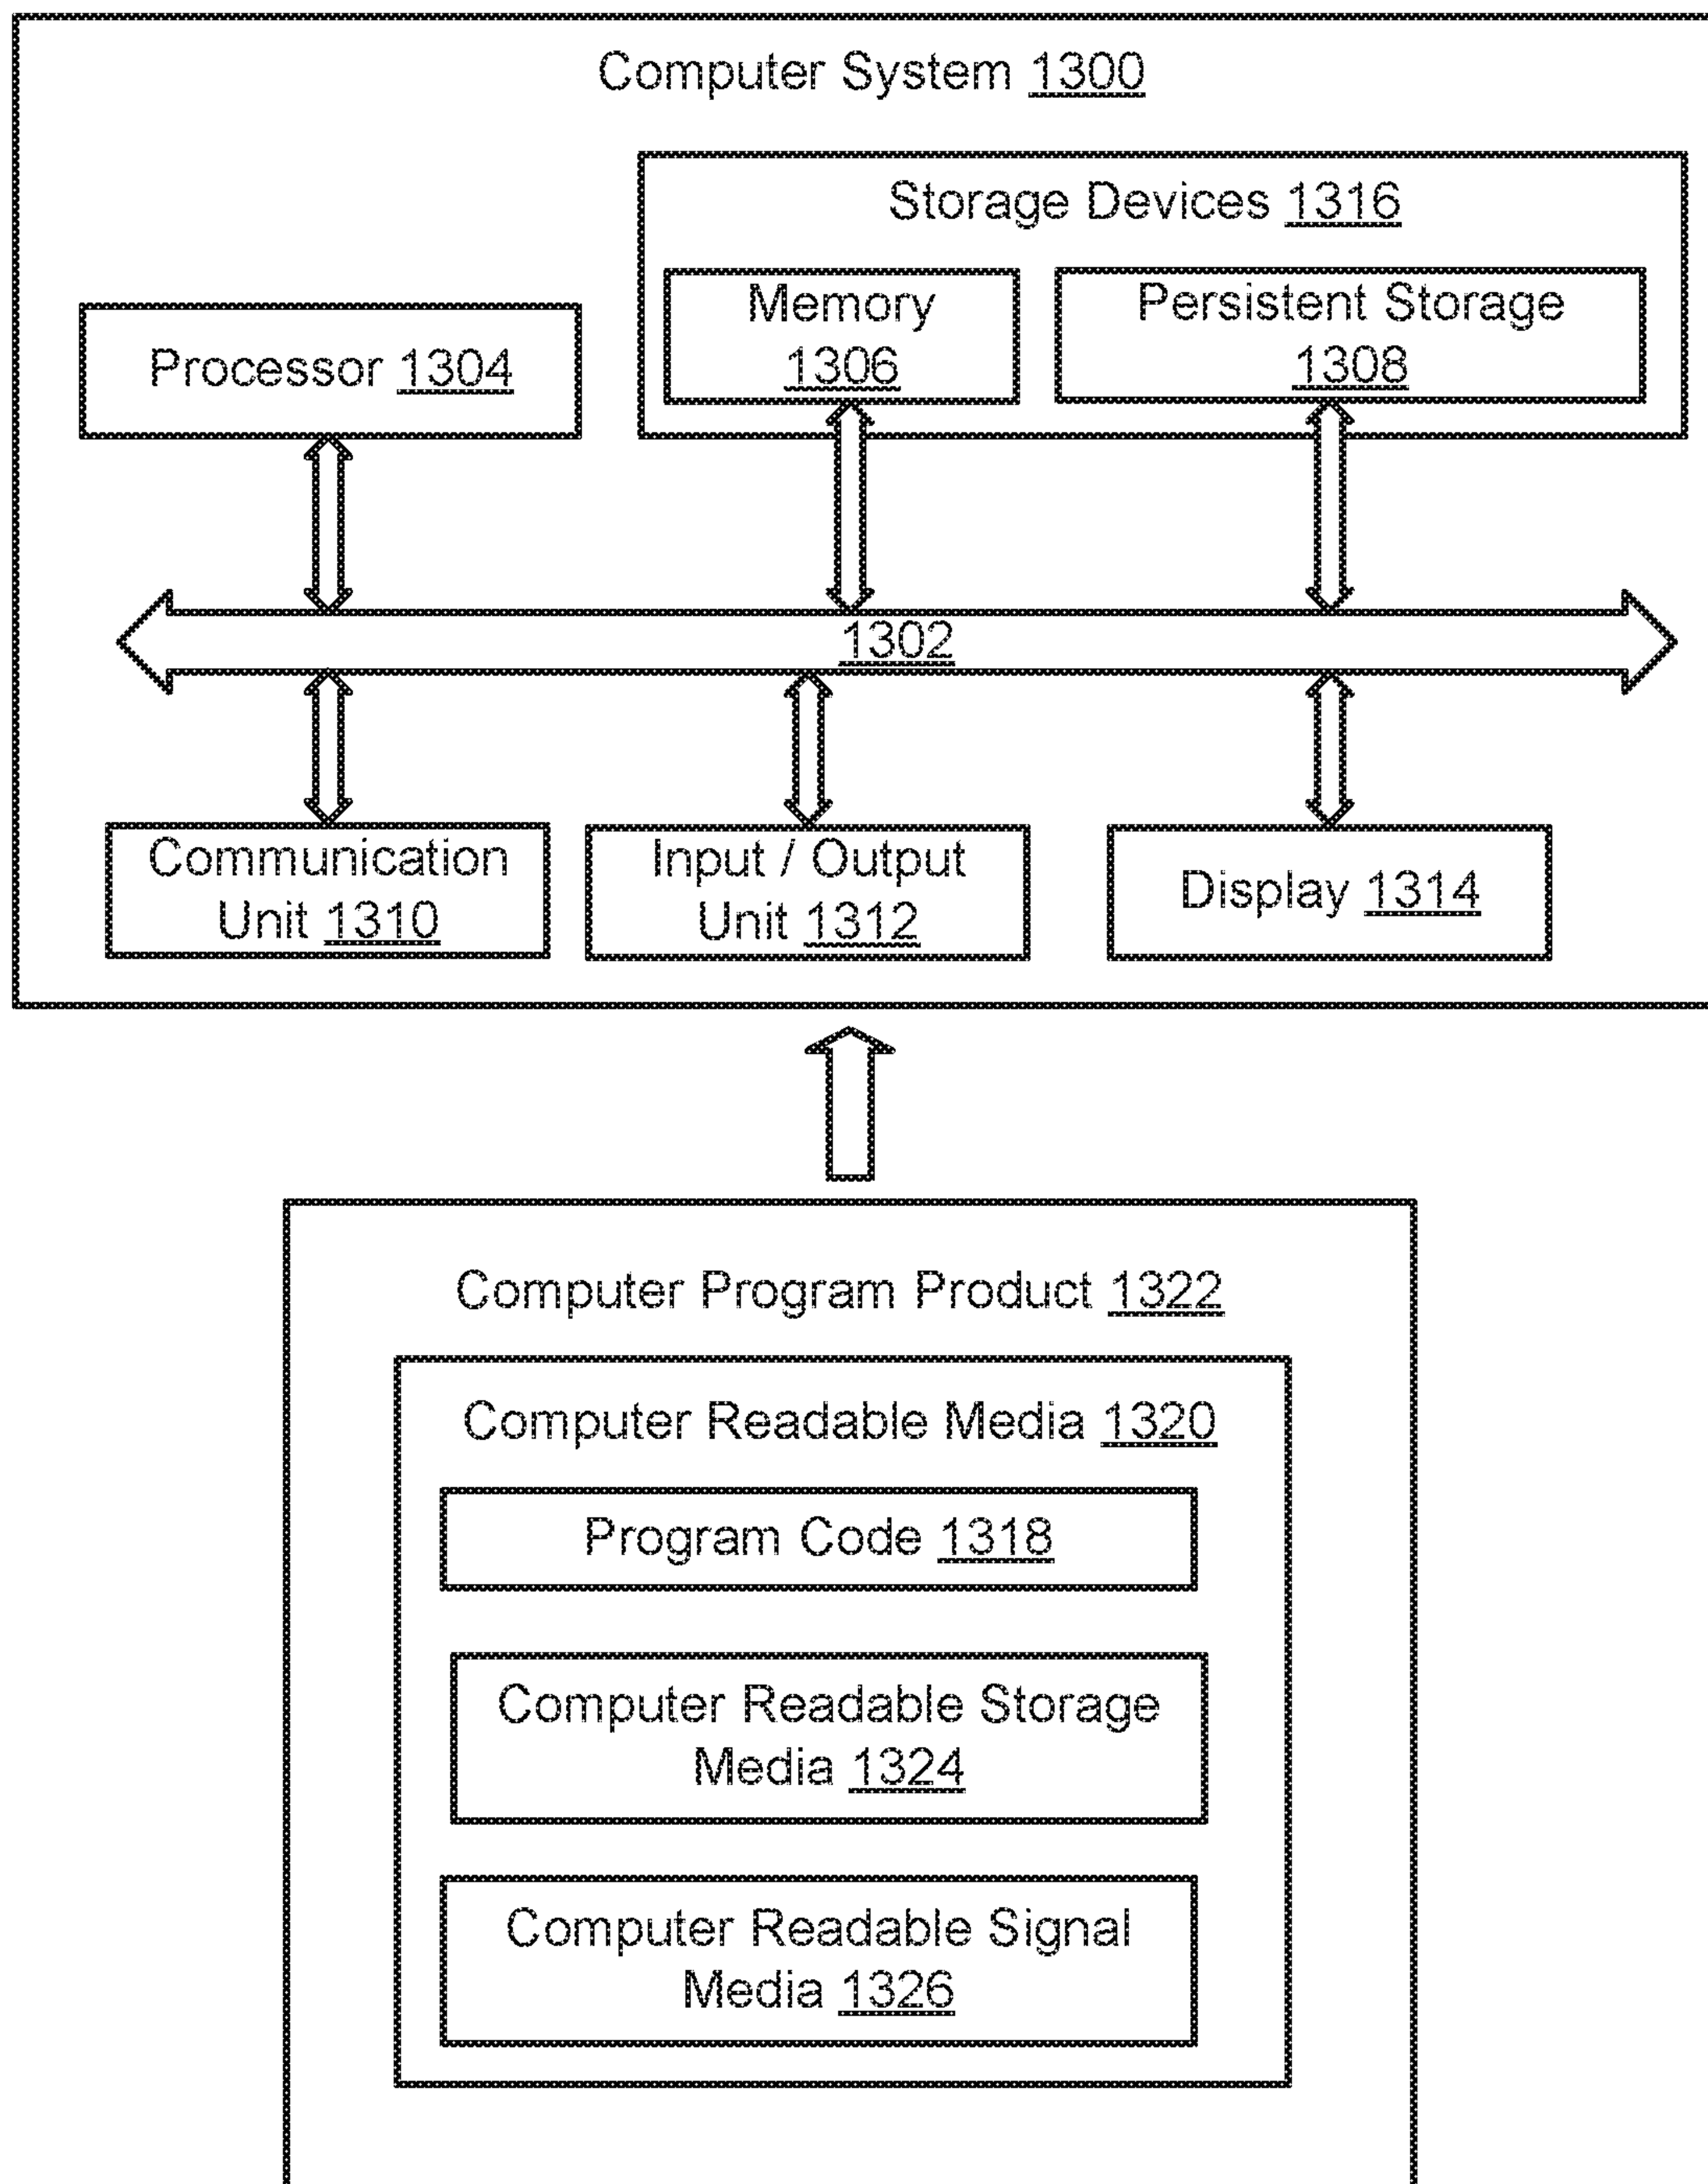 Computer System 1300
Storage Devices 1316
Memory
1306
Persistent Storage
1308
Processor 1304
1302
Communication
Unit 1310
Input / Output
Unit 1312
Display 1314
Computer Program Product 1322
Computer Readable Media 1320
Program Code 1318
Computer Readable Storage
Media 1324
Computer Readable Signal
Media 1326